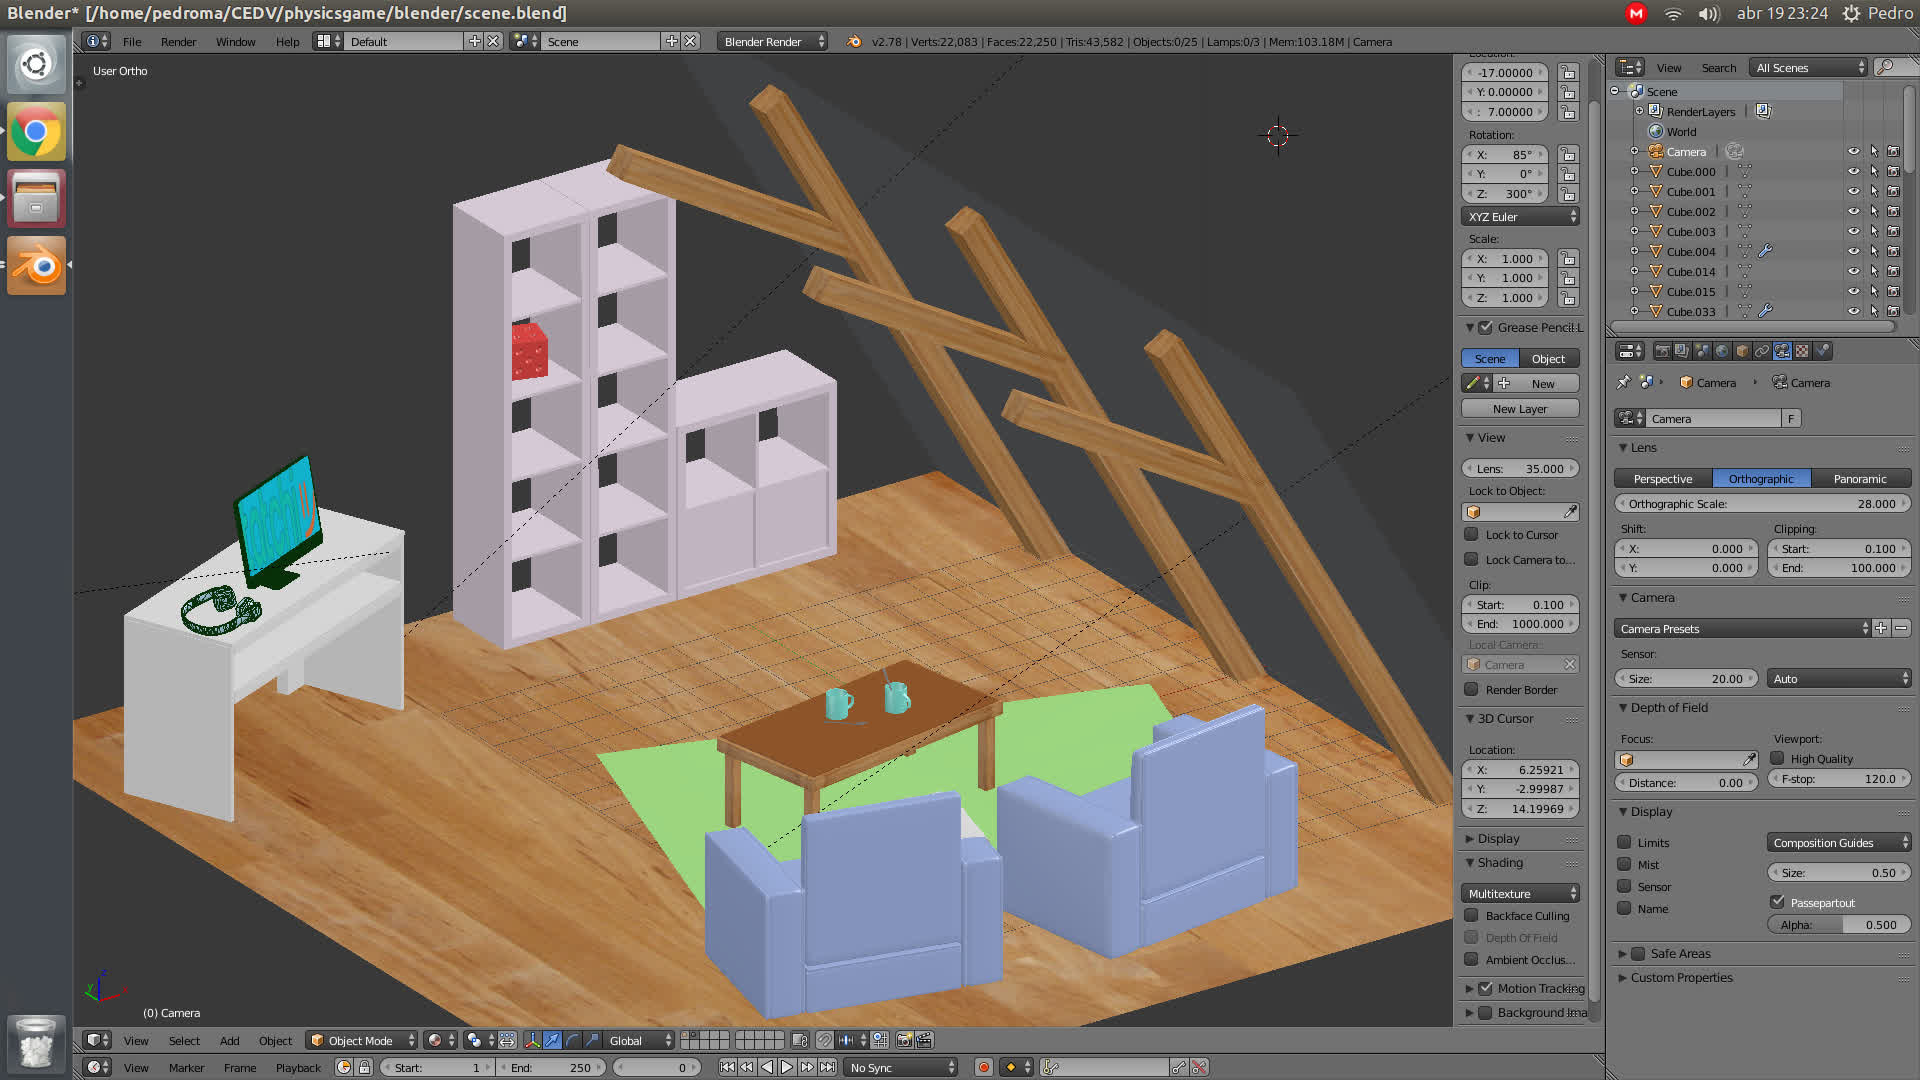 Blender* [/home/pedroma/CEDV/physicsgame/blender/scene.blend]
abr 19 23:24 Pedro
File Render Window Help Default Scene Blender Render v2.78 | Verts:22,083 | Faces:22,250 | Tris:43,582 | Objects:0/25 | Lamps:0/3 | Mem:103.18M | Camera
User Ortho
(0) Camera
-17.00000
Y: 0.00000
: 7.00000
Rotation:
X: 85°
Y: 0°
Z: 300°
XYZ Euler
Scale:
X: 1.000
Y: 1.000
Z: 1.000
Grease Pencil L
Scene Object
New
New Layer
View
Lens: 35.000
Lock to Object:
Lock to Cursor
Lock Camera to...
Clip:
Start: 0.100
End: 1000.000
Local Camera:
Camera
Render Border
3D Cursor
Location:
X: 6.25921
Y: -2.99987
Z: 14.19969
Display
Shading
Multitexture
Backface Culling
Depth Of Field
Ambient Occlus...
Motion Tracking
Background Ima
View Search All Scenes
Scene
RenderLayers
World
Camera
Cube.000
Cube.001
Cube.002
Cube.003
Cube.004
Cube.014
Cube.015
Cube.033
Camera Camera
Camera F
Lens
Perspective Orthographic Panoramic
Orthographic Scale: 28.000
Shift: Clipping:
X: 0.000 Start: 0.100
Y: 0.000 End: 100.000
Camera
Camera Presets
Sensor:
Size: 20.00 Auto
Depth of Field
Focus: Viewport:
High Quality
Distance: 0.00 F-stop: 120.0
Display
Limits Composition Guides
Mist Size: 0.50
Sensor
Name Passepartout
Alpha: 0.500
Safe Areas
Custom Properties
View Select Add Object Object Mode Global
View Marker Frame Playback Start: 1 End: 250 0 No Sync